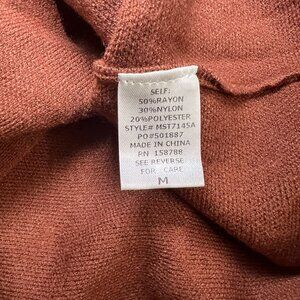 SELF:
50%RAYON
30%NYLON
20%POLYESTER
STYLE# MST7145A
PO#501887
MADE IN CHINA
RN 158788
SEE REVERSE
FOR CARE
M